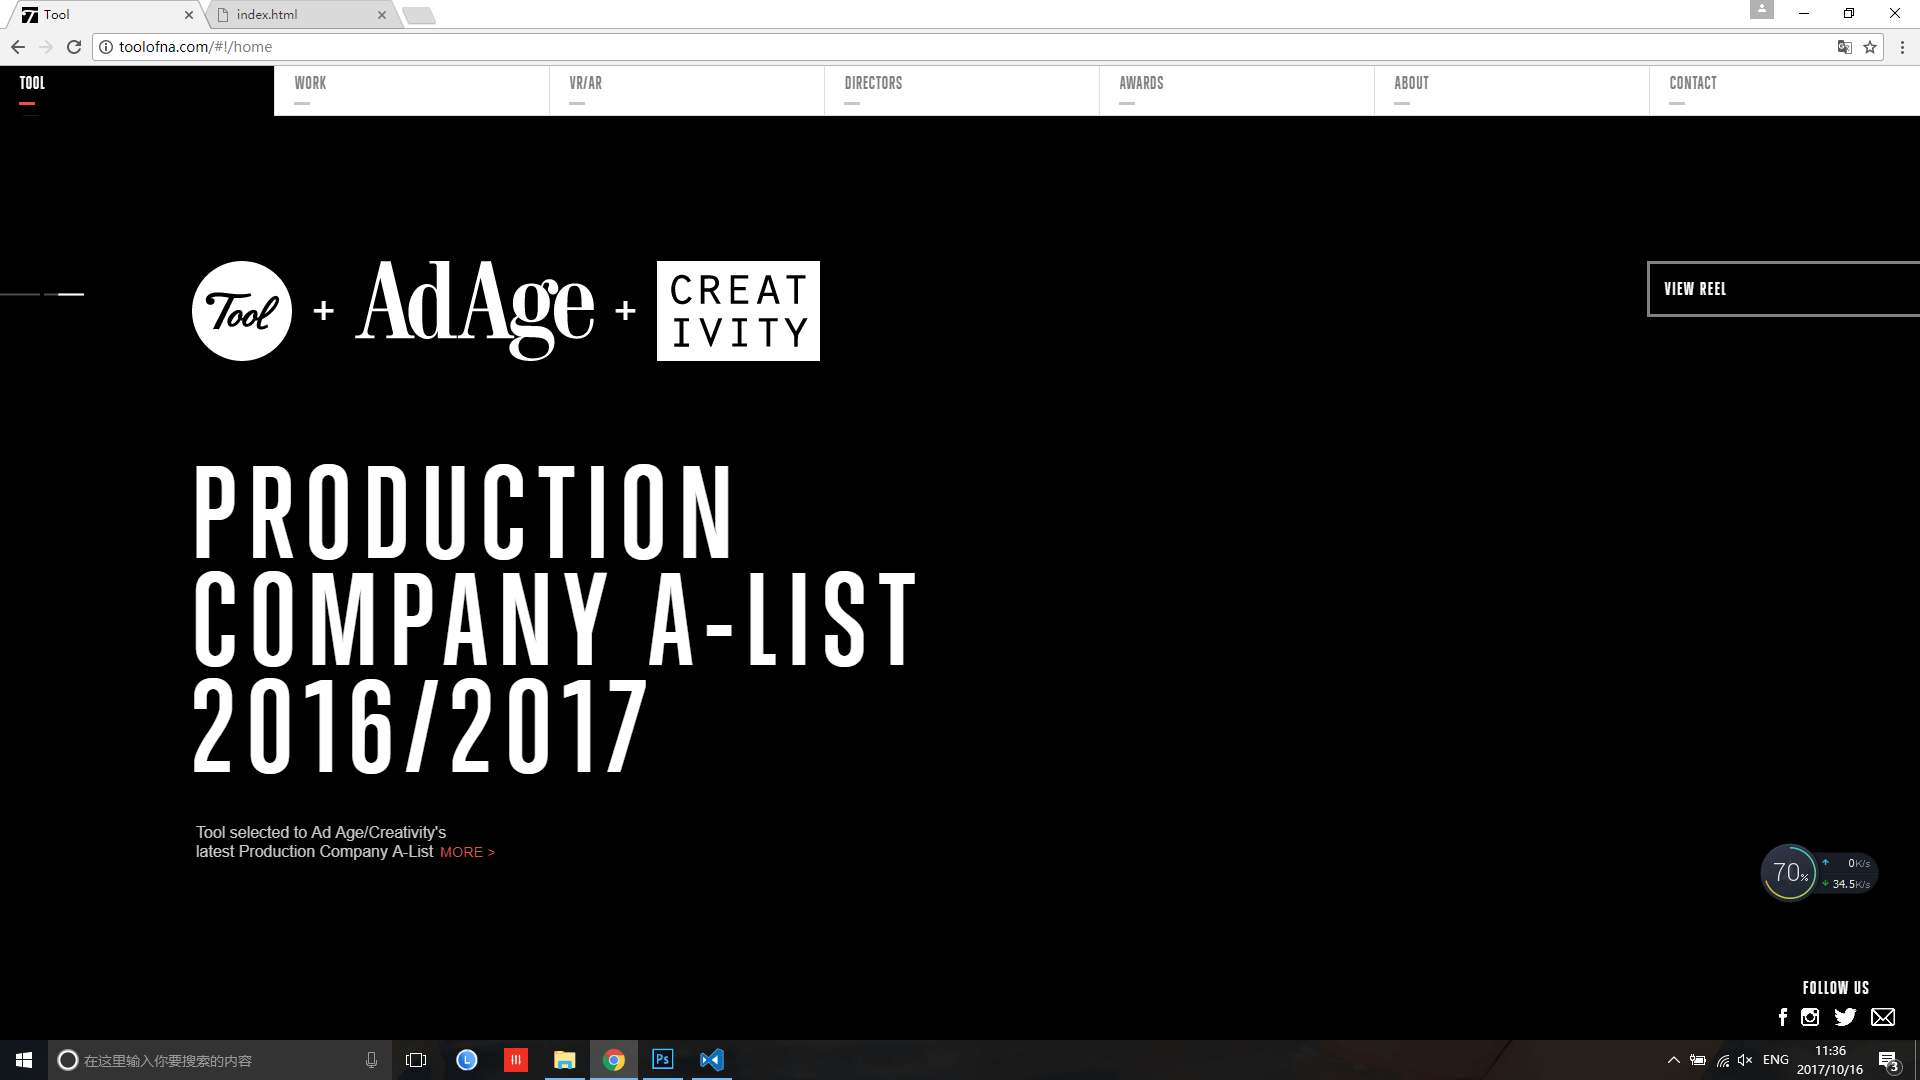 Tool
index.html
toolofna.com/#!/home
TOOL
WORK
VR/AR
DIRECTORS
AWARDS
ABOUT
CONTACT
Tool + AdAge + CREAT
IVITY
VIEW REEL
PRODUCTION
COMPANY A-LIST
2016/2017
Tool selected to Ad Age/Creativity's
latest Production Company A-List MORE >
70%
0K/s
34.5K/s
FOLLOW US
在这里输入你要搜索的内容
L
Ps
ENG
11:36
2017/10/16
3